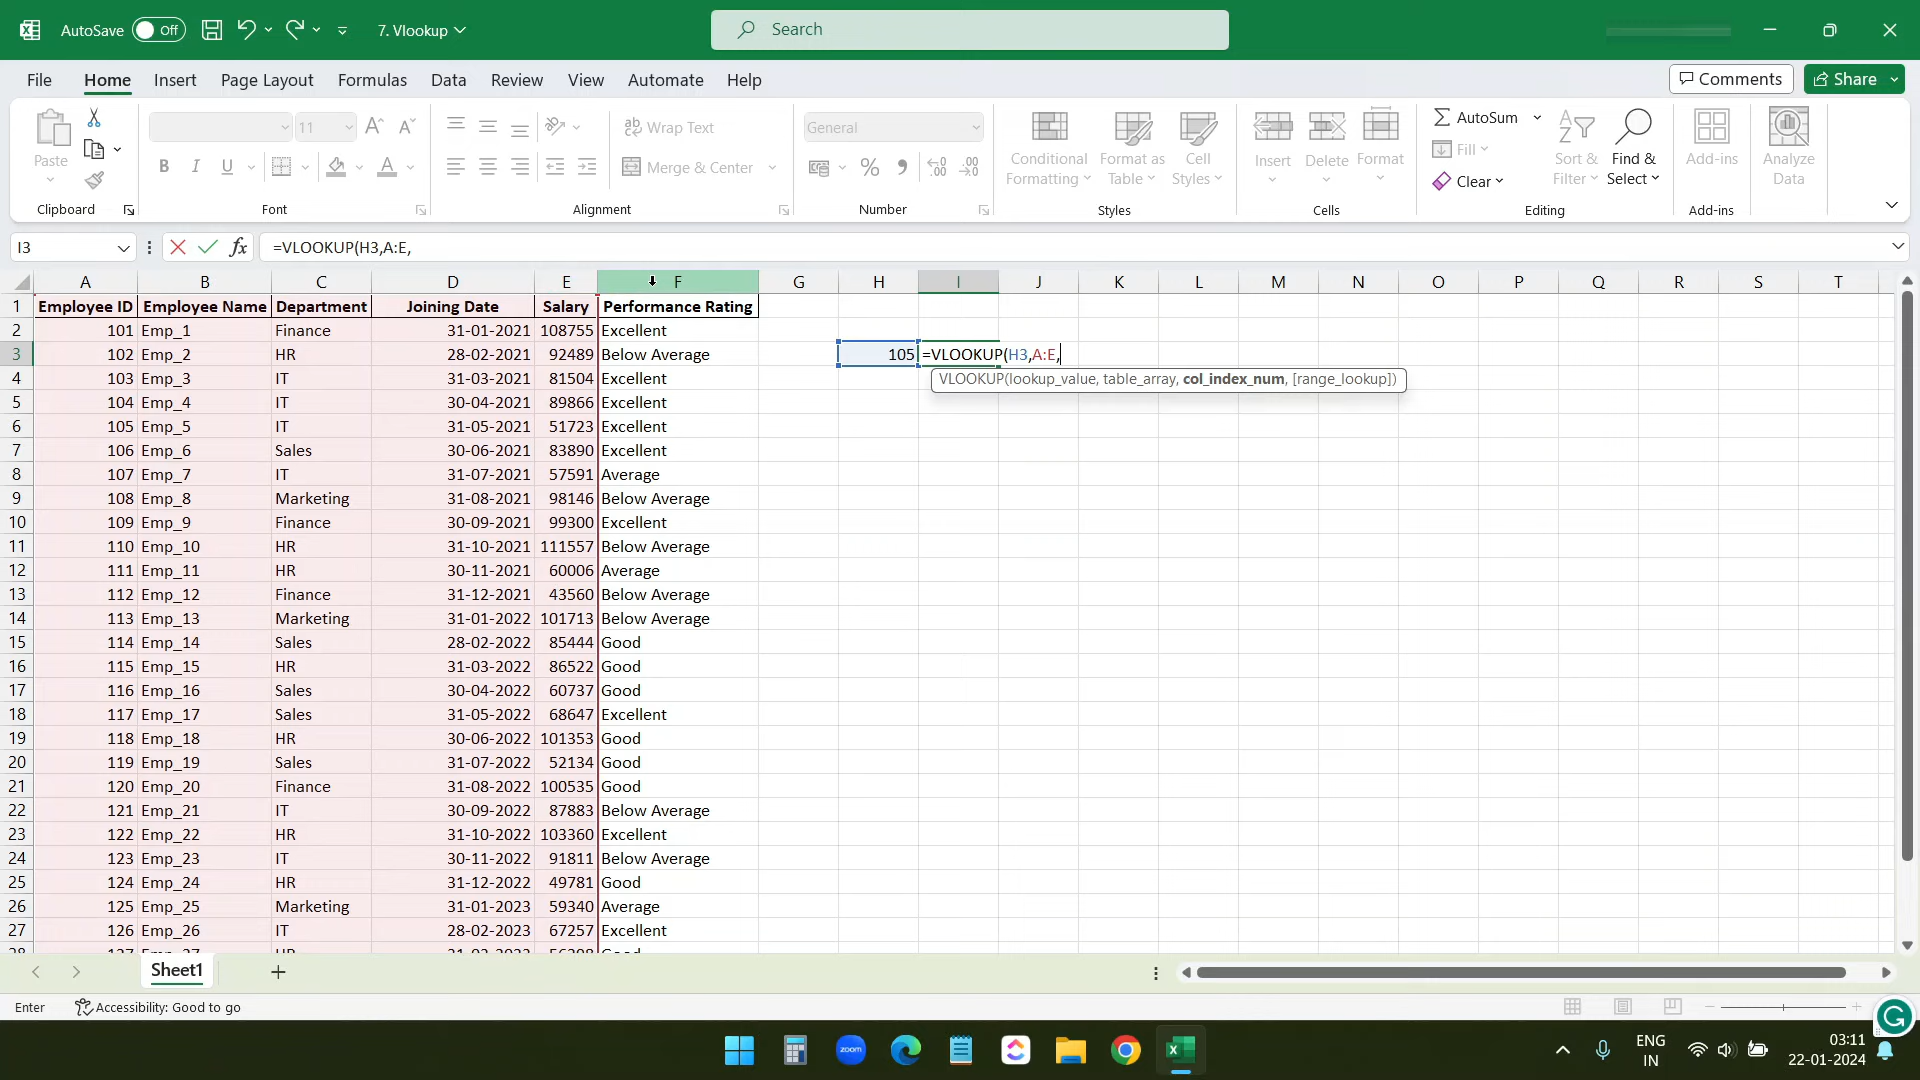 AutoSave Off 7. Vlookup Search
File Home Insert Page Layout Formulas Data Review View Automate Help Comments Share
Paste
Clipboard
11
B I U A
Font
Wrap Text
Merge & Center
Alignment
General
Number
Conditional Formatting
Format as Table
Cell Styles
Styles
Insert Delete Format
Cells
AutoSum
Fill
Clear
Sort & Filter
Find & Select
Editing
Add-ins
Add-ins
Analyze Data
I3 fx =VLOOKUP(H3,A:E,
A B C D E F G H I J K L M N O P Q R S T
1 Employee ID Employee Name Department Joining Date Salary Performance Rating
2 101 Emp_1 Finance 31-01-2021 108755 Excellent
3 102 Emp_2 HR 28-02-2021 92489 Below Average 105 =VLOOKUP(H3,A:E,
VLOOKUP(lookup_value, table_array, col_index_num, [range_lookup])
4 103 Emp_3 IT 31-03-2021 81504 Excellent
5 104 Emp_4 IT 30-04-2021 89866 Excellent
6 105 Emp_5 IT 31-05-2021 51723 Excellent
7 106 Emp_6 Sales 30-06-2021 83890 Excellent
8 107 Emp_7 IT 31-07-2021 57591 Average
9 108 Emp_8 Marketing 31-08-2021 98146 Below Average
10 109 Emp_9 Finance 30-09-2021 99300 Excellent
11 110 Emp_10 HR 31-10-2021 111557 Below Average
12 111 Emp_11 HR 30-11-2021 60006 Average
13 112 Emp_12 Finance 31-12-2021 43560 Below Average
14 113 Emp_13 Marketing 31-01-2022 101713 Below Average
15 114 Emp_14 Sales 28-02-2022 85444 Good
16 115 Emp_15 HR 31-03-2022 86522 Good
17 116 Emp_16 Sales 30-04-2022 60737 Good
18 117 Emp_17 Sales 31-05-2022 68647 Excellent
19 118 Emp_18 HR 30-06-2022 101353 Good
20 119 Emp_19 Sales 31-07-2022 52134 Good
21 120 Emp_20 Finance 31-08-2022 100535 Good
22 121 Emp_21 IT 30-09-2022 87883 Below Average
23 122 Emp_22 HR 31-10-2022 103360 Excellent
24 123 Emp_23 IT 30-11-2022 91811 Below Average
25 124 Emp_24 HR 31-12-2022 49781 Good
26 125 Emp_25 Marketing 31-01-2023 59340 Average
27 126 Emp_26 IT 28-02-2023 67257 Excellent
Sheet1
Enter Accessibility: Good to go
zoom
ENG
IN
03:11
22-01-2024